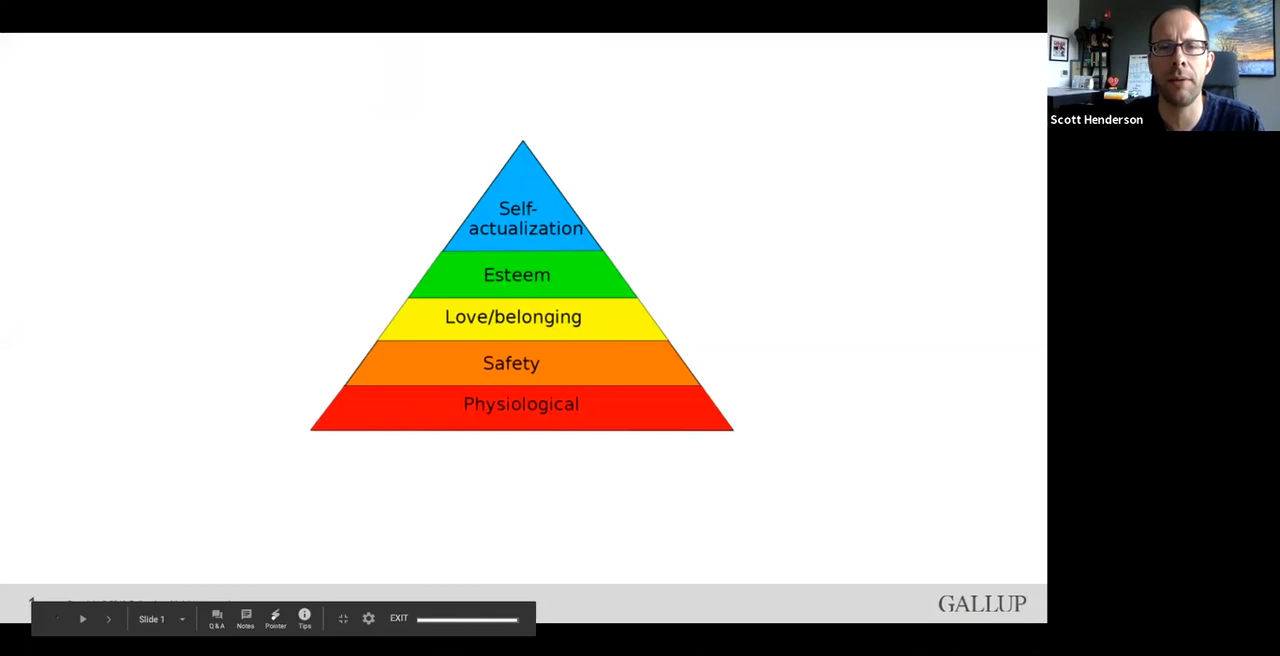 Scott Henderson
Self-
actualization
Esteem
Love/belonging
Safety
Physiological
GALLUP
Slide 1
Q&A
Notes
Pointer
Tips
EXIT